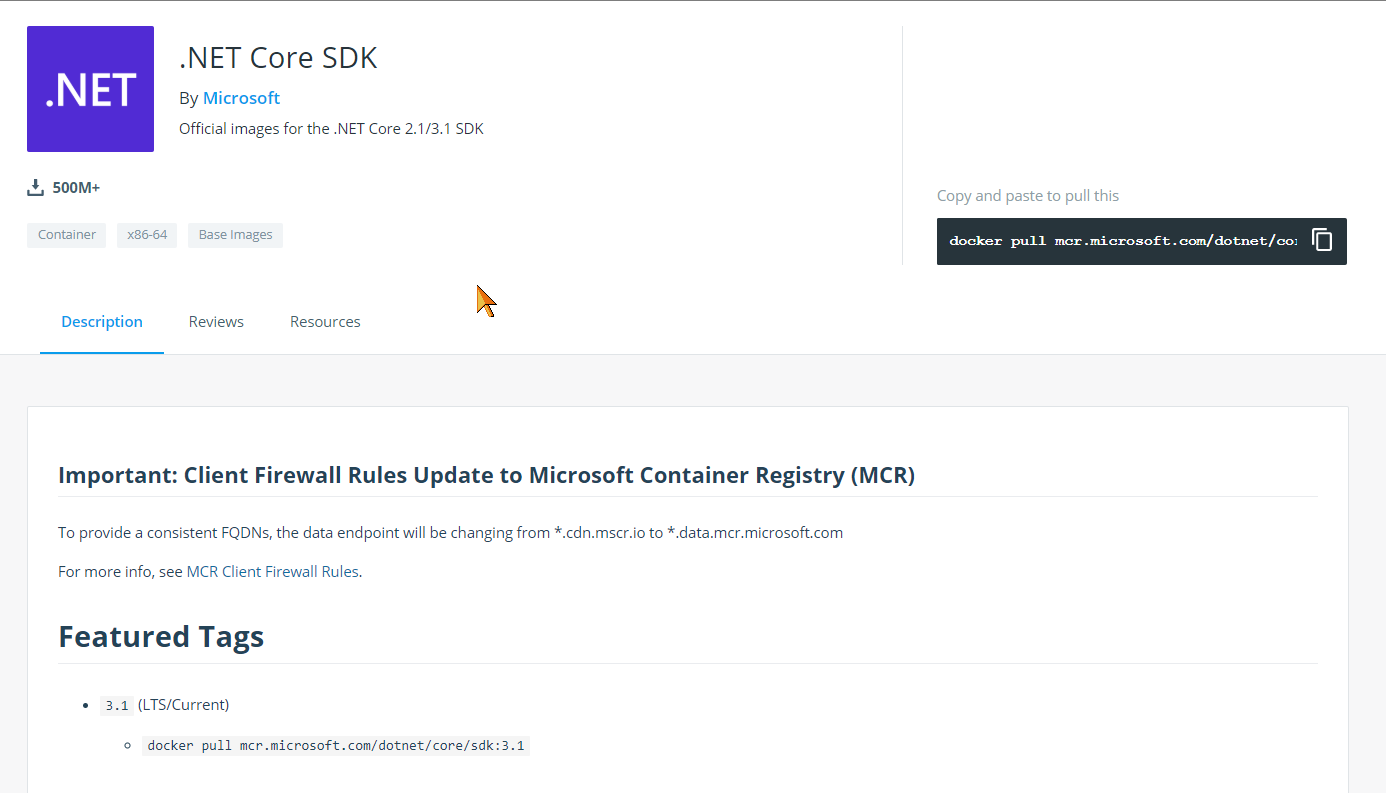 .NET
.NET Core SDK
By Microsoft
Official images for the .NET Core 2.1/3.1 SDK
500M+
Container x86-64 Base Images
Copy and paste to pull this
docker pull mcr.microsoft.com/dotnet/co
Description Reviews Resources
Important: Client Firewall Rules Update to Microsoft Container Registry (MCR)
To provide a consistent FQDNs, the data endpoint will be changing from *.cdn.mscr.io to *.data.mcr.microsoft.com
For more info, see MCR Client Firewall Rules.
Featured Tags
3.1 (LTS/Current)
docker pull mcr.microsoft.com/dotnet/core/sdk:3.1